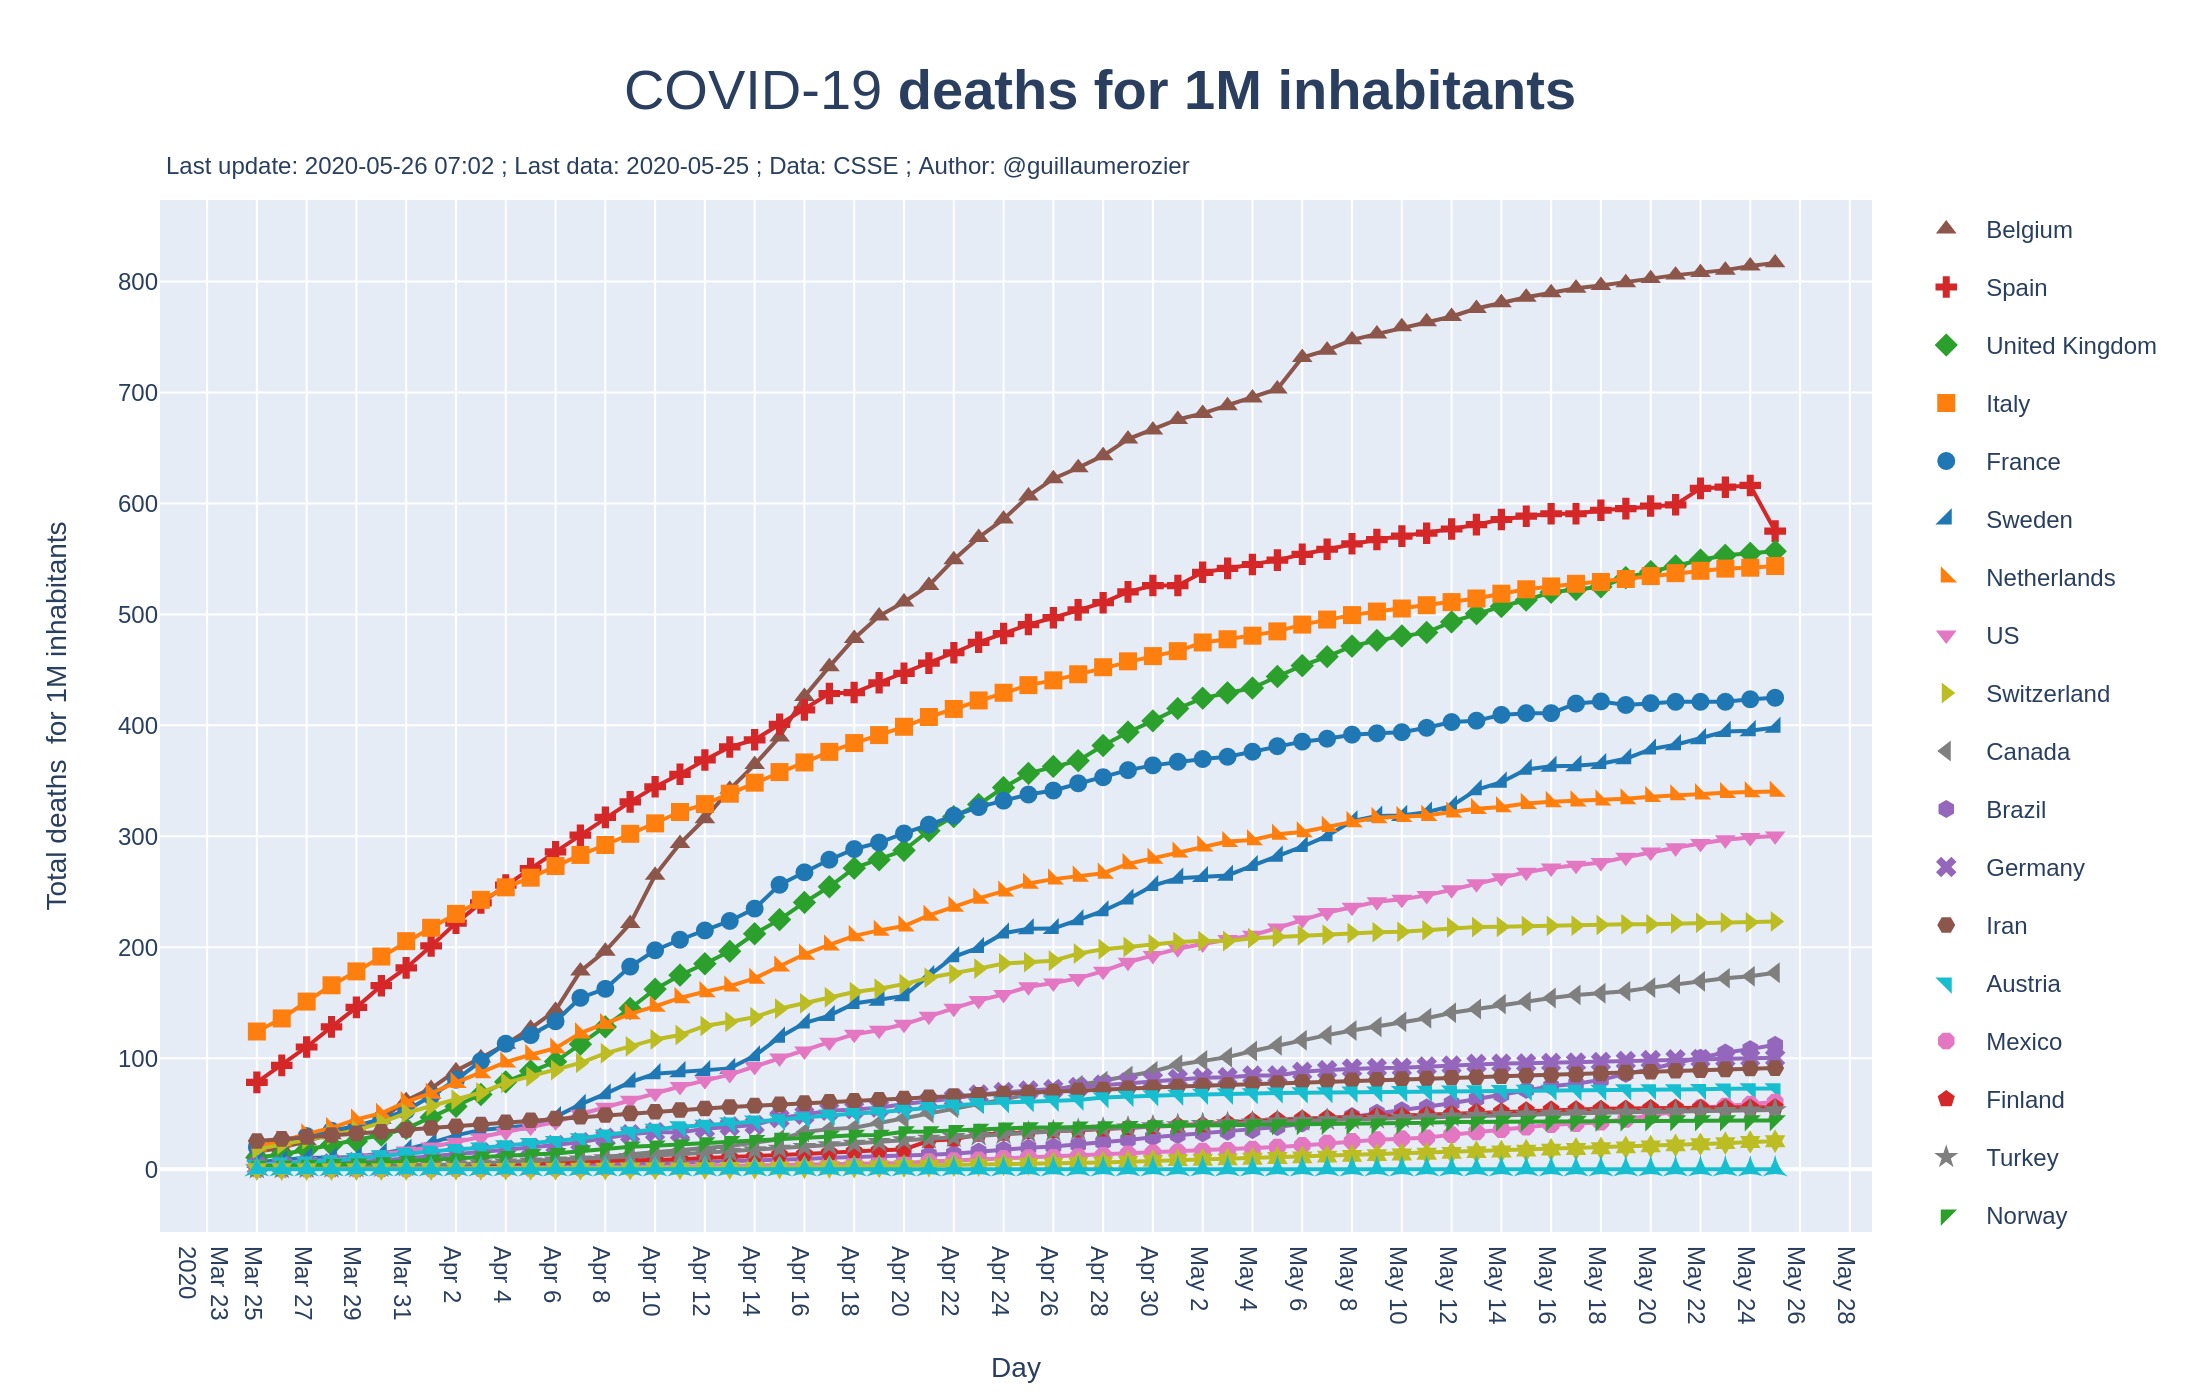 COVID-19 deaths for 1M inhabitants
Last update: 2020-05-26 07:02 ; Last data: 2020-05-25 ; Data: CSSE ; Author: @guillaumerozier
Total deaths for 1M inhabitants
800
700
600
500
400
300
200
100
0
Mar 23
2020
Mar 25
Mar 27
Mar 29
Mar 31
Apr 2
Apr 4
Apr 6
Apr 8
Apr 10
Apr 12
Apr 14
Apr 16
Apr 18
Apr 20
Apr 22
Apr 24
Apr 26
Apr 28
Apr 30
May 2
May 4
May 6
May 8
May 10
May 12
May 14
May 16
May 18
May 20
May 22
May 24
May 26
May 28
Day
Belgium
Spain
United Kingdom
Italy
France
Sweden
Netherlands
US
Switzerland
Canada
Brazil
Germany
Iran
Austria
Mexico
Finland
Turkey
Norway